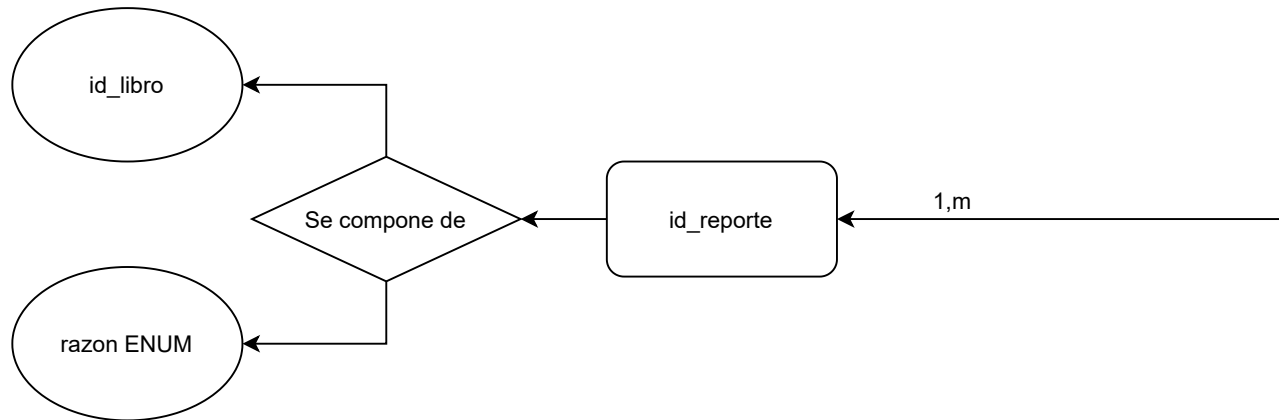 id_libro
Se compone de
id_reporte
1,m
razon ENUM